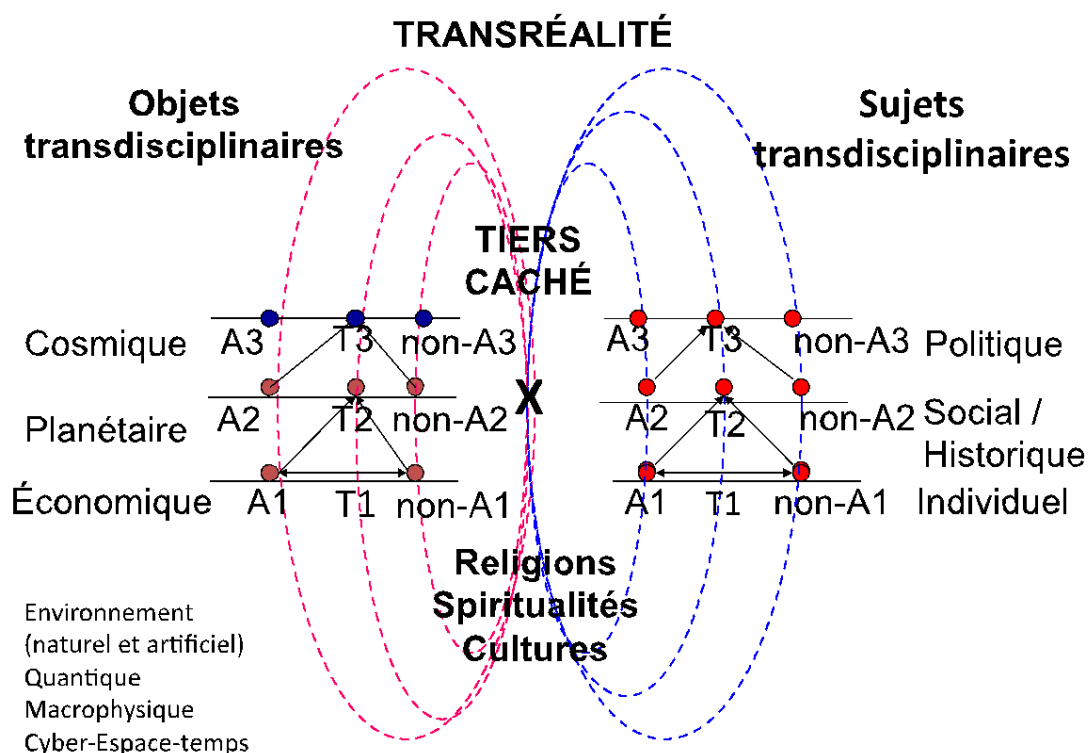 TRANSRÉALITÉ
Objets
transdisciplinaires
Sujets
transdisciplinaires
TIERS
CACHÉ
Cosmique
A3
T3
non-A3
A3
T3
non-A3
Politique
Planétaire
A2
T2
non-A2
X
A2
T2
non-A2
Social /
Historique
Économique
A1
T1
non-A1
A1
T1
non-A1
Individuel
Religions
Spiritualités
Cultures
Environnement
(naturel et artificiel)
Quantique
Macrophysique
Cyber-Espace-temps